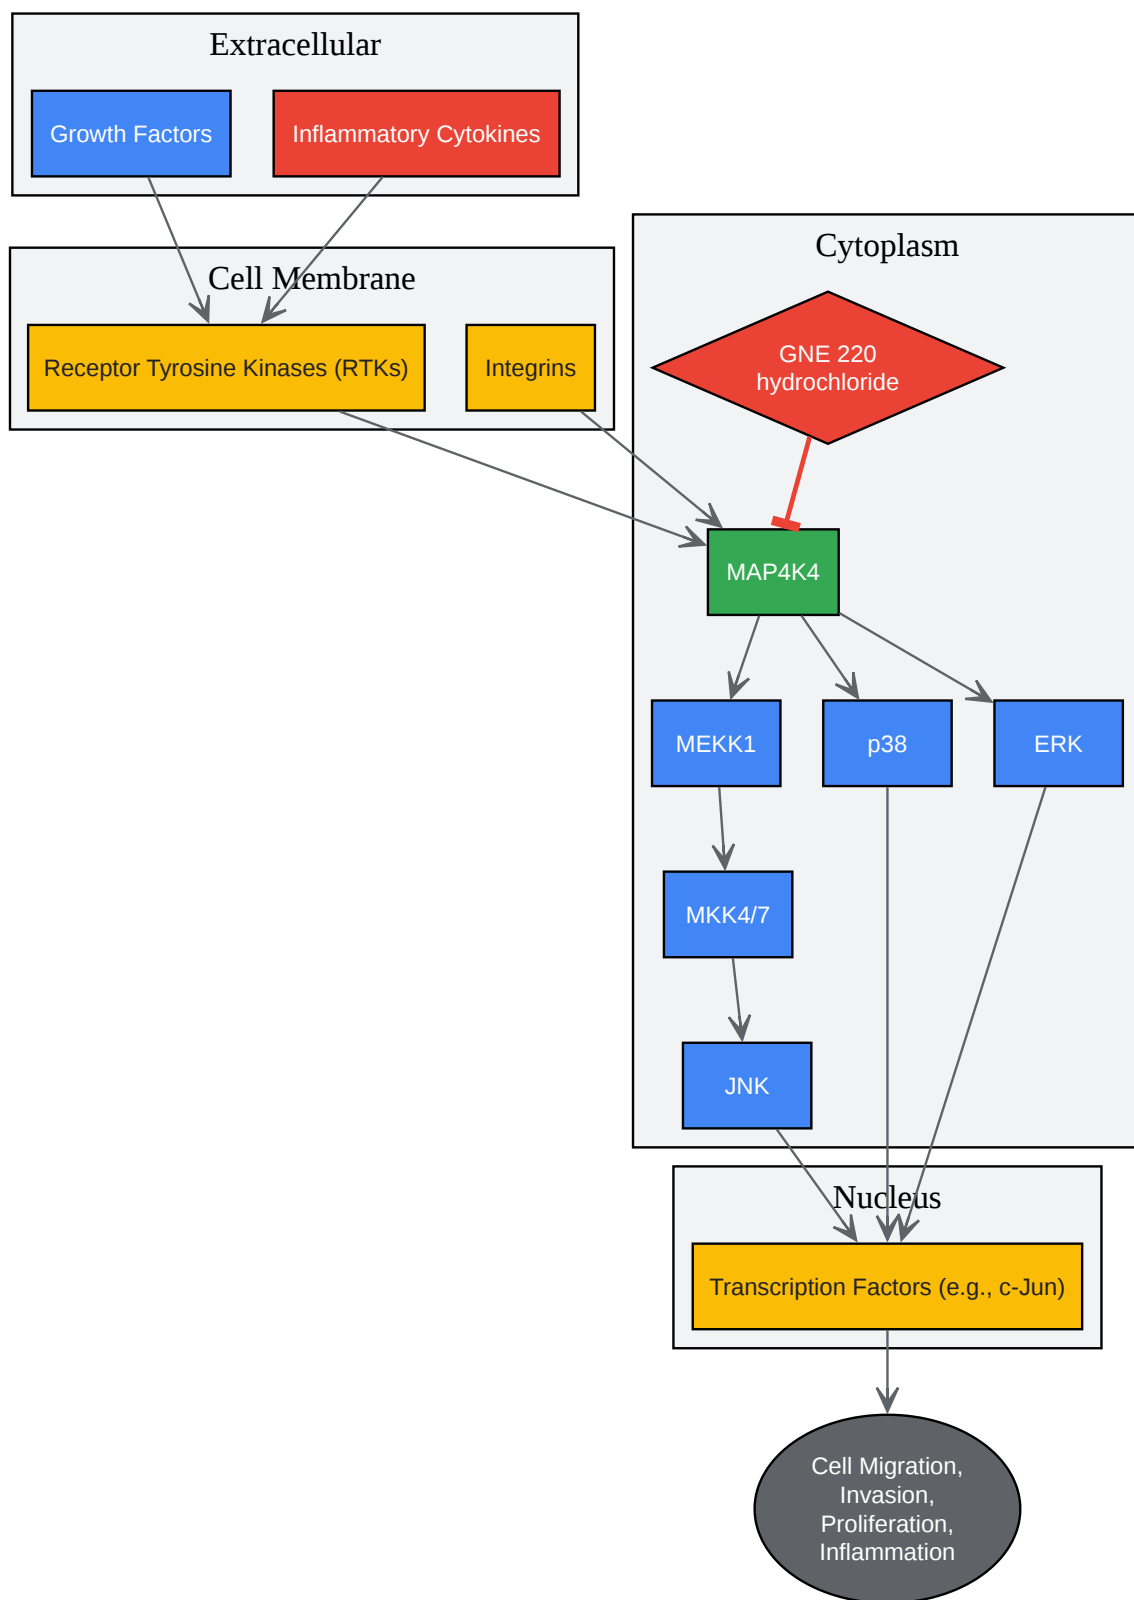 Extracellular
Growth Factors
Inflammatory Cytokines
Cell Membrane
Receptor Tyrosine Kinases (RTKs)
Integrins
Cytoplasm
GNE 220
hydrochloride
MAP4K4
MEKK1
p38
ERK
MKK4/7
JNK
Nucleus
Transcription Factors (e.g., c-Jun)
Cell Migration,
Invasion,
Proliferation,
Inflammation